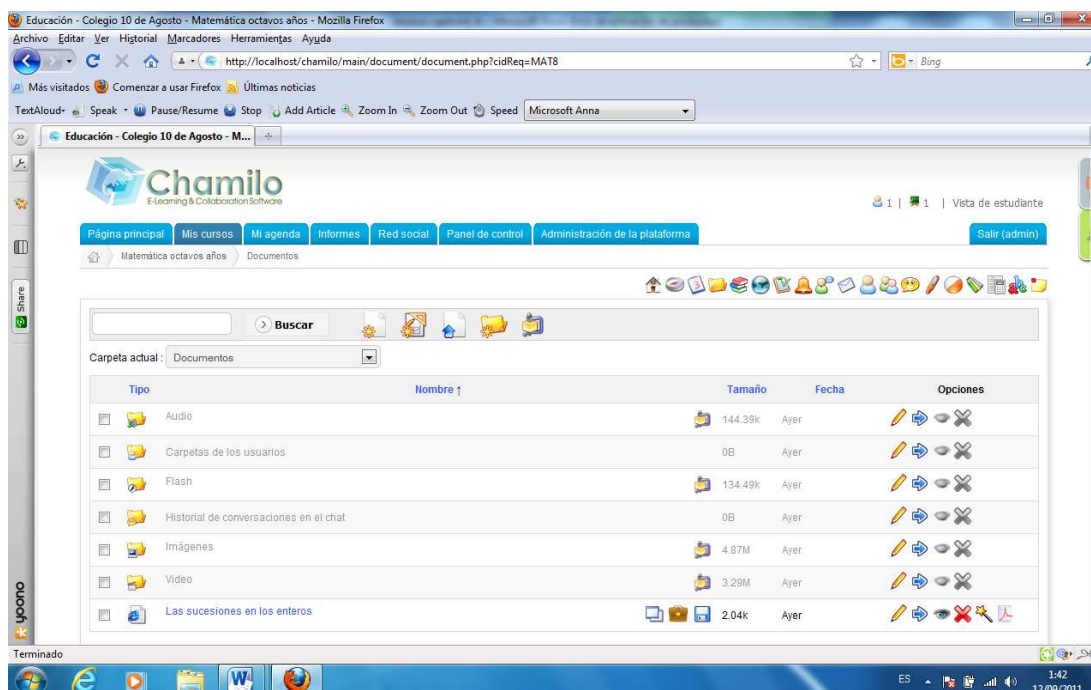 Educación - Colegio 10 de Agosto - Matemática octavos años - Mozilla Firefox
Archivo Editar Ver Historial Marcadores Herramientas Ayuda
http://localhost/chamilo/main/document/document.php?cidReq=MAT8 Bing
Más visitados Comenzar a usar Firefox Últimas noticias
TextAloud: Speak Pause/Resume Stop Add Article Zoom In Zoom Out Speed Microsoft Anna
Educación - Colegio 10 de Agosto - M...
Chamilo
E-Learning & Collaboration Software
1 | 1 | Vista de estudiante
Página principal Mis cursos Mi agenda Informes Red social Panel de control Administración de la plataforma Salir (admin)
Matemática octavos años Documentos
Share
Buscar
Carpeta actual : Documentos
Tipo Nombre ↑ Tamaño Fecha Opciones
Audio 144.39k Ayer
Carpetas de los usuarios 0B Ayer
Flash 134.49k Ayer
Historial de conversaciones en el chat 0B Ayer
Imágenes 4.87M Ayer
Video 3.29M Ayer
Las sucesiones en los enteros 2.04k Ayer
yoono
Terminado
ES 1:42
12/09/2011